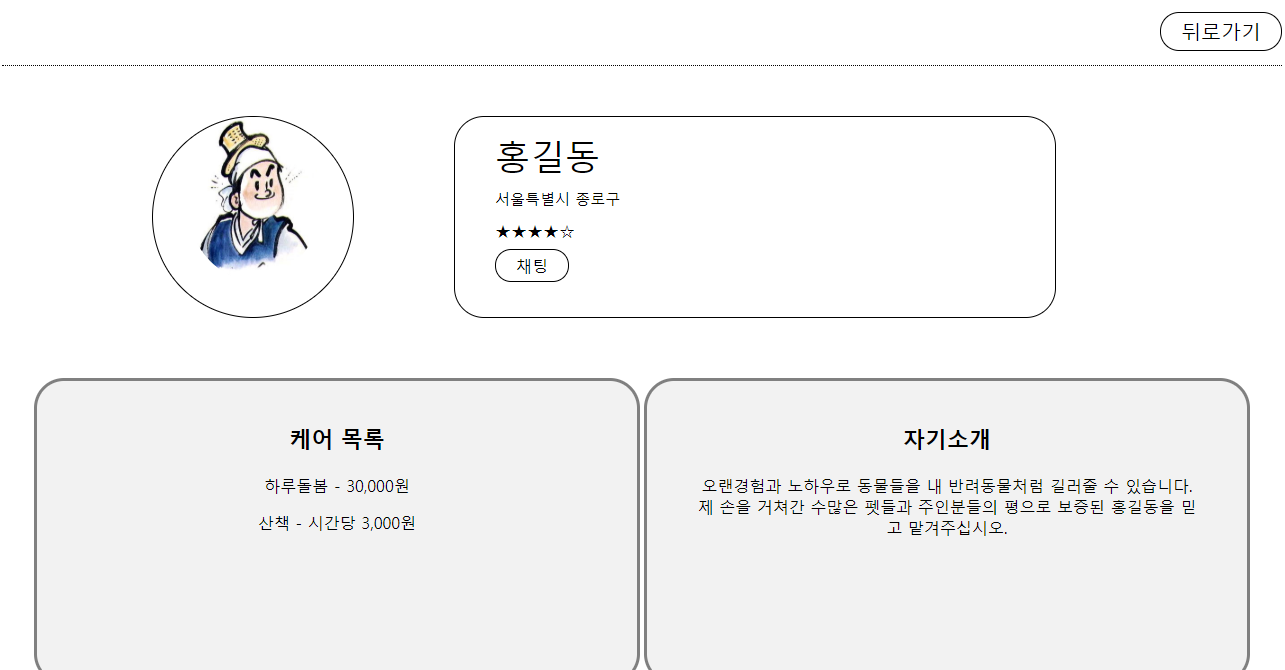 뒤로가기
홍길동
서울특별시 종로구
★★★★☆
채팅
케어 목록
하루돌봄 - 30,000원
산책 - 시간당 3,000원
자기소개
오랜경험과 노하우로 동물들을 내 반려동물처럼 길러줄 수 있습니다.
제 손을 거쳐간 수많은 펫들과 주인분들의 평으로 보증된 홍길동을 믿
고 맡겨주십시오.